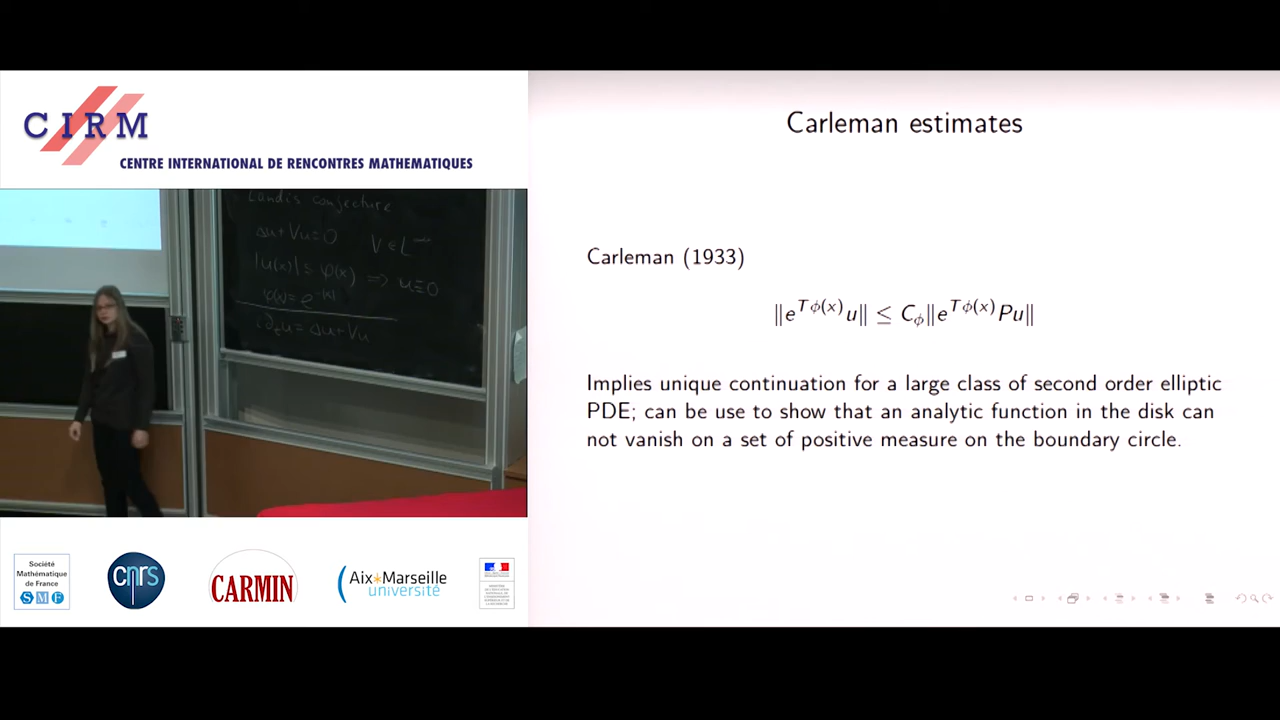 CIRM
CENTRE INTERNATIONAL DE RENCONTRES MATHEMATIQUES
Landis conjecture
Δu+Vu=0 V∈L^∞
|u(x)| ≤ φ(x) ⟹ u≡0
φ(x)=e^{-|x|}
i∂_t u = Δu+Vu
Carleman estimates
Carleman (1933)
‖e^{Tϕ(x)}u‖ ≤ C_ϕ‖e^{Tϕ(x)}Pu‖
Implies unique continuation for a large class of second order elliptic
PDE; can be use to show that an analytic function in the disk can
not vanish on a set of positive measure on the boundary circle.
Société
Mathématique
de France
SMF
cnrs
CARMIN
Aix*Marseille
université